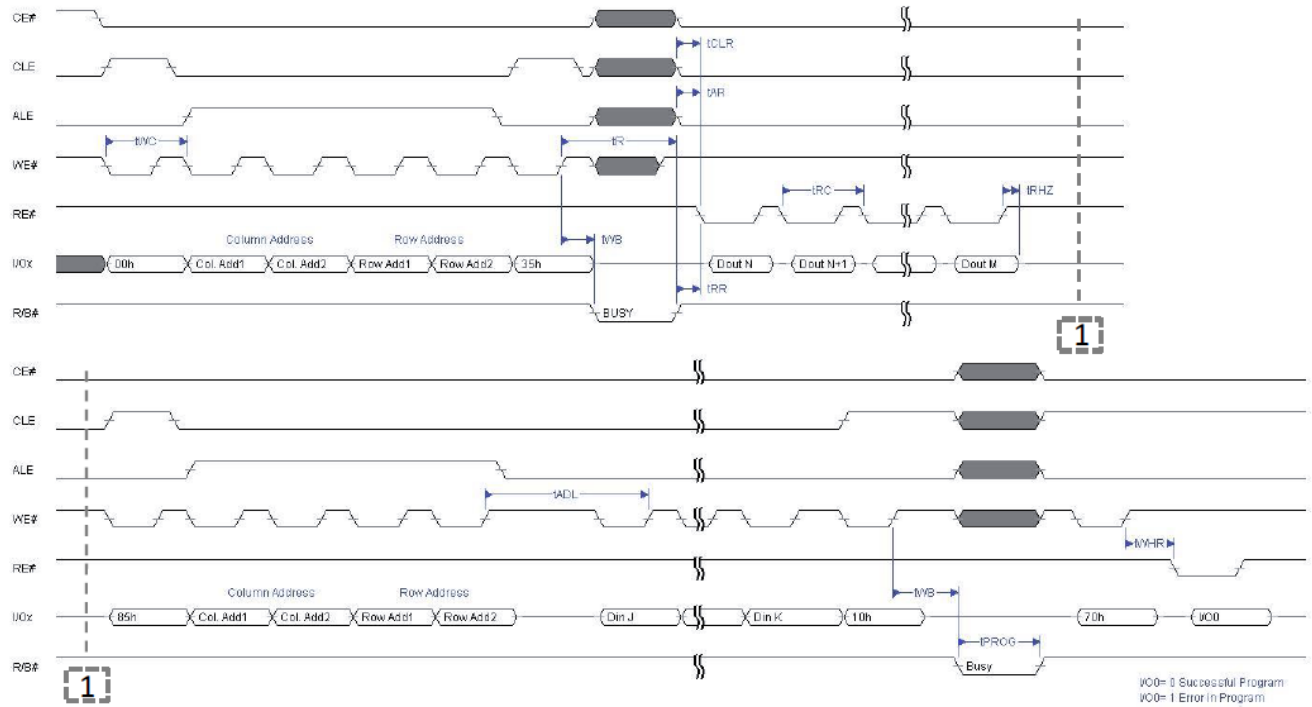 CE#
tCLR
CLE
tAR
ALE
tWC
tR
WE#
tRC
tRHZ
RE#
Column Address Row Address tWB
I/Ox 00h Col. Add1 Col. Add2 Row Add1 Row Add2 35h Dout N Dout N+1 Dout M
tRR
R/B# BUSY
1
CE#
CLE
ALE
tADL
WE#
tWHR
RE#
Column Address Row Address tWB
I/Ox 85h Col. Add1 Col. Add2 Row Add1 Row Add2 Din J Din K 10h 70h I/O0
tPROG
R/B# Busy
1
I/O0= 0 Successful Program
I/O0= 1 Error in Program